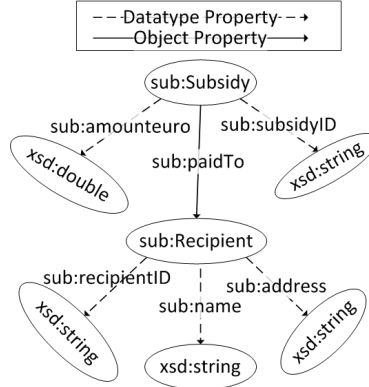 Datatype Property
Object Property
sub:Subsidy
sub:amounteuro
sub:subsidyID
sub:paidTo
xsd:double
xsd:string
sub:Recipient
sub:recipientID
sub:address
sub:name
xsd:string
xsd:string
xsd:string